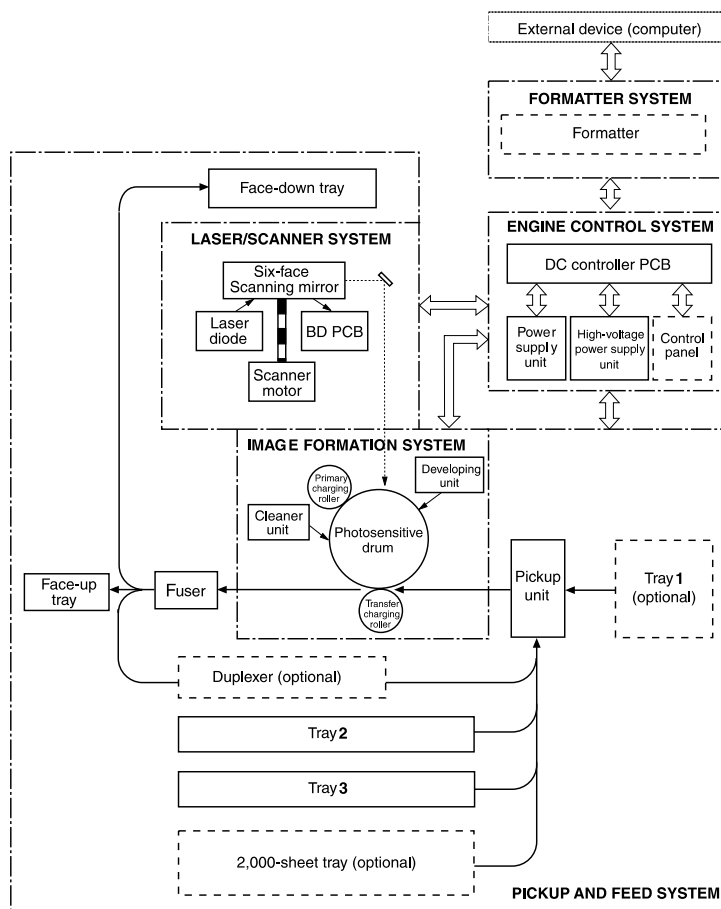 External device (computer)
FORMATTER SYSTEM
Formatter
Face-down tray
LASER/SCANNER SYSTEM
ENGINE CONTROL SYSTEM
Six-face
Scanning mirror
DC controller PCB
Laser
diode
BD PCB
Power
supply
unit
High-voltage
power supply
unit
Control
panel
Scanner
motor
IMAGE FORMATION SYSTEM
Primary
charging
roller
Developing
unit
Cleaner
unit
Photosensitive
drum
Face-up
tray
Fuser
Transfer
charging
roller
Pickup
unit
Tray 1
(optional)
Duplexer (optional)
Tray 2
Tray 3
2,000-sheet tray (optional)
PICKUP AND FEED SYSTEM